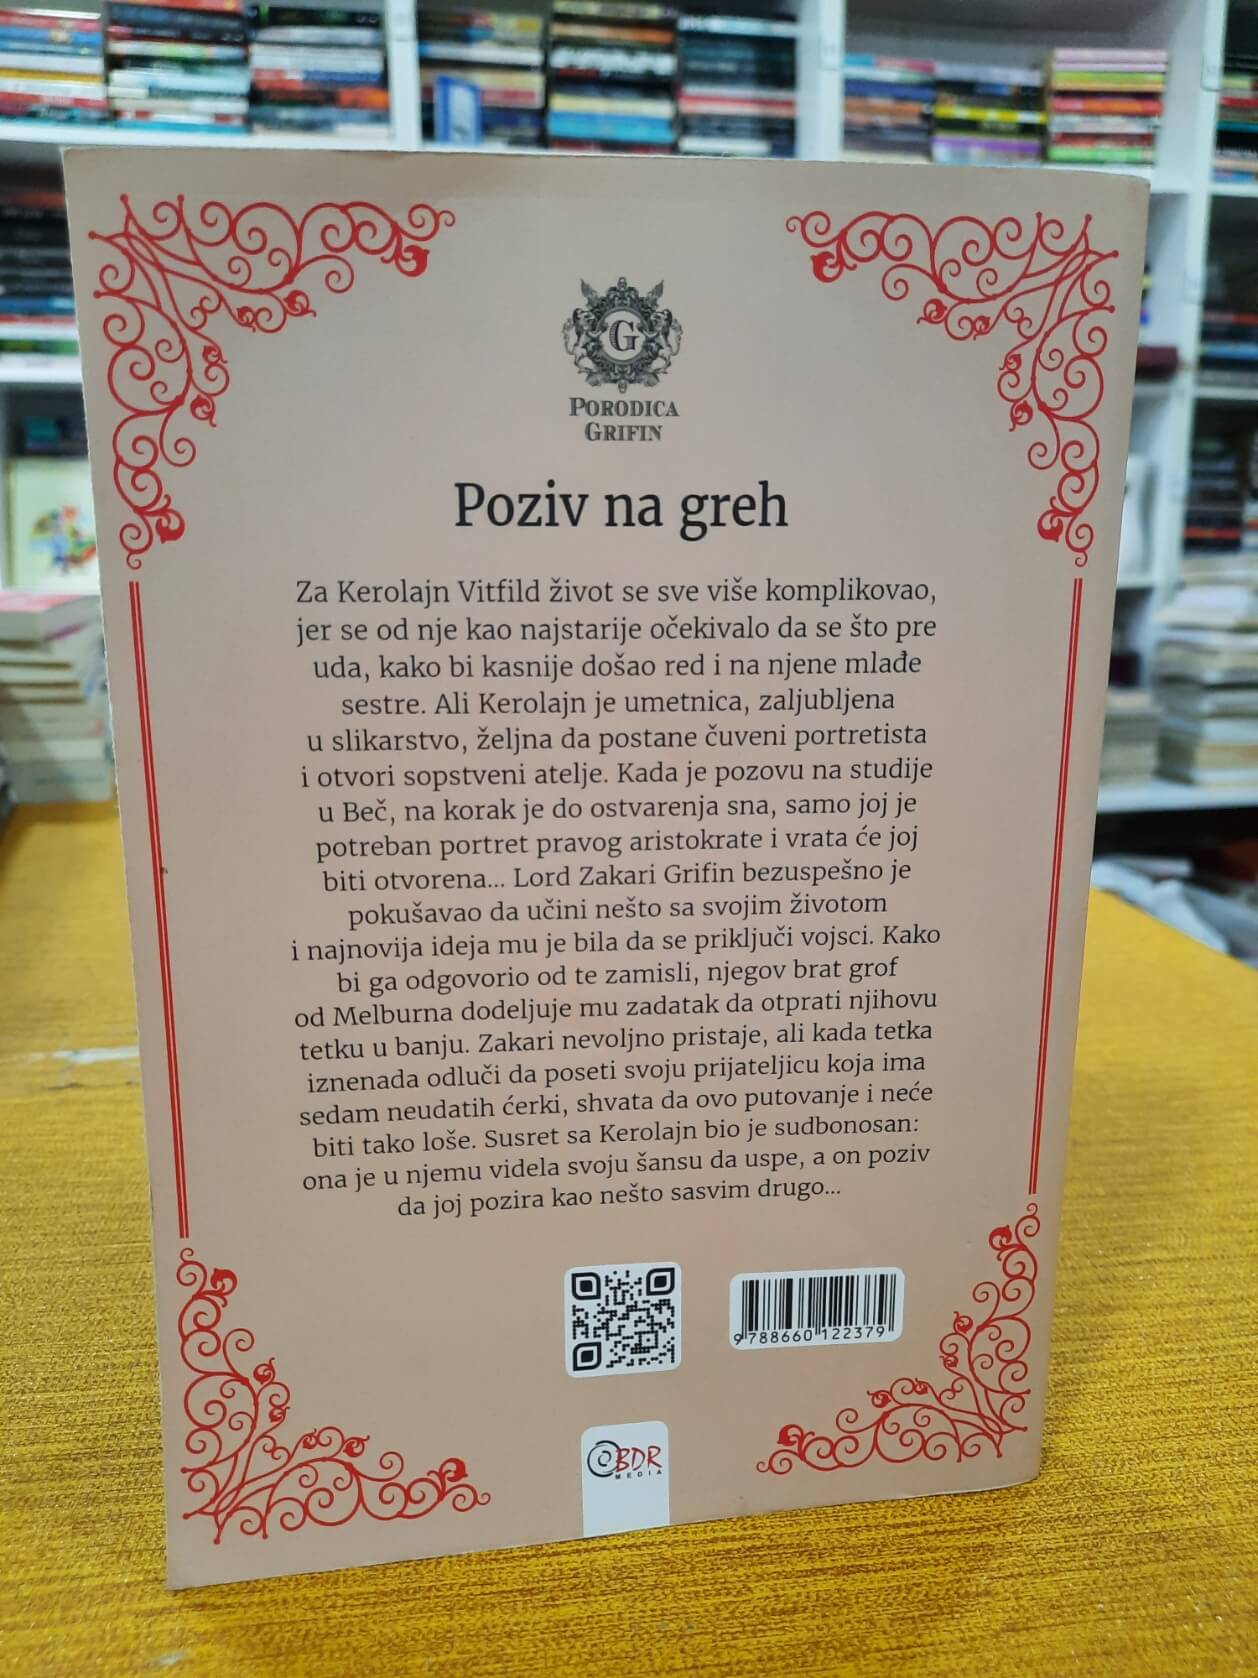 G
PORODICA
GRIFIN
Poziv na greh
Za Kerolajn Vitfild život se sve više komplikovao,
jer se od nje kao najstarije očekivalo da se što pre
uda, kako bi kasnije došao red i na njene mlađe
sestre. Ali Kerolajn je umetnica, zaljubljena
u slikarstvo, željna da postane čuveni portretista
i otvori sopstveni atelje. Kada je pozovu na studije
u Beč, na korak je do ostvarenja sna, samo joj je
potreban portret pravog aristokrate i vrata će joj
biti otvorena... Lord Zakari Grifin bezuspešno je
pokušavao da učini nešto sa svojim životom
i najnovija ideja mu je bila da se priključi vojsci. Kako
bi ga odgovorio od te zamisli, njegov brat grof
od Melburna dodeljuje mu zadatak da otprati njihovu
tetku u banju. Zakari nevoljno pristaje, ali kada tetka
iznenada odluči da poseti svoju prijateljicu koja ima
sedam neudatih ćerki, shvata da ovo putovanje i neće
biti tako loše. Susret sa Kerolajn bio je sudbonosan:
ona je u njemu videla svoju šansu da uspe, a on poziv
da joj pozira kao nešto sasvim drugo...
9 788660 122379
BDR
MEDIA